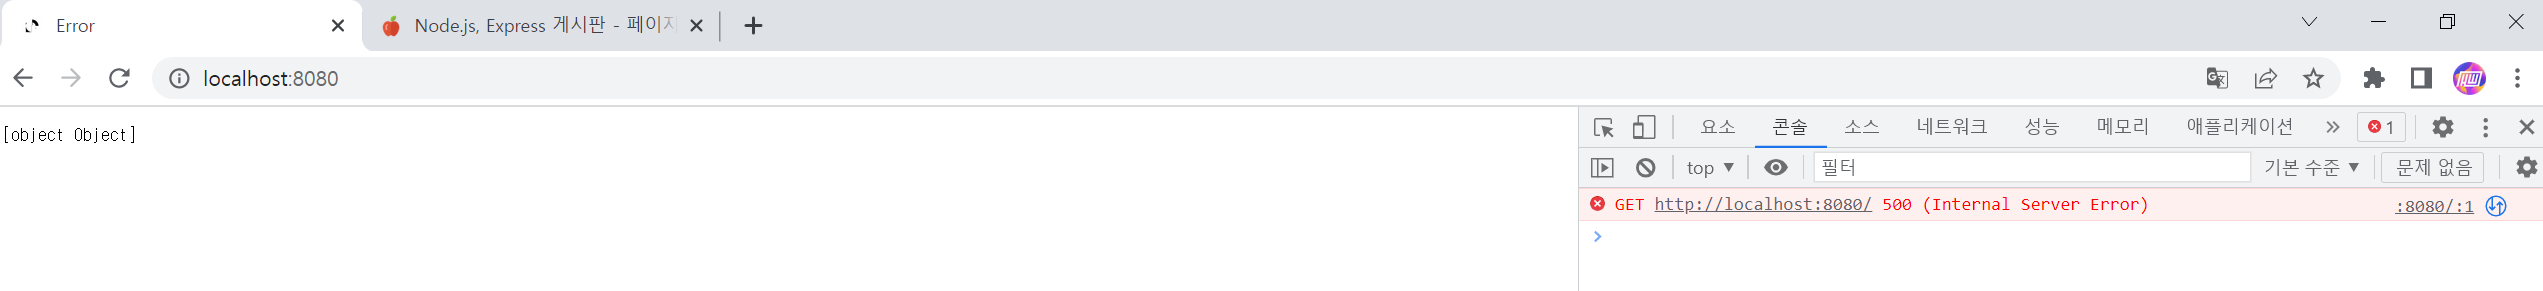 Error
Node.js, Express 게시판 - 페이지
localhost:8080
[object Object]
요소 콘솔 소스 네트워크 성능 메모리 애플리케이션 » 1
top ▼ 필터 기본 수준 ▼ 문제 없음
GET http://localhost:8080/ 500 (Internal Server Error) :8080/:1